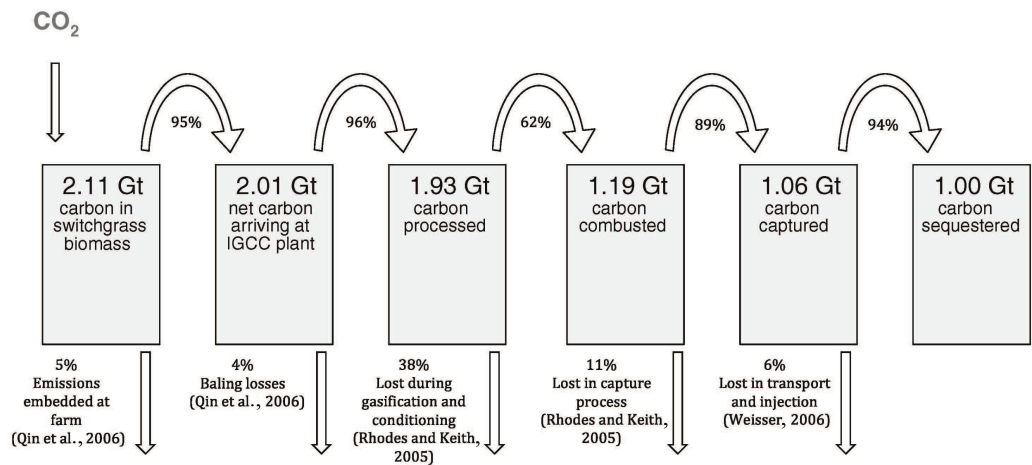 CO₂
95%
96%
62%
89%
94%
2.11 Gt
carbon in
switchgrass
biomass
2.01 Gt
net carbon
arriving at
IGCC plant
1.93 Gt
carbon
processed
1.19 Gt
carbon
combusted
1.06 Gt
carbon
captured
1.00 Gt
carbon
sequestered
5%
Emissions
embedded at
farm
(Qin et al., 2006)
4%
Baling losses
(Qin et al., 2006)
38%
Lost during
gasification and
conditioning
(Rhodes and Keith,
2005)
11%
Lost in capture
process
(Rhodes and Keith,
2005)
6%
Lost in transport
and injection
(Weisser, 2006)